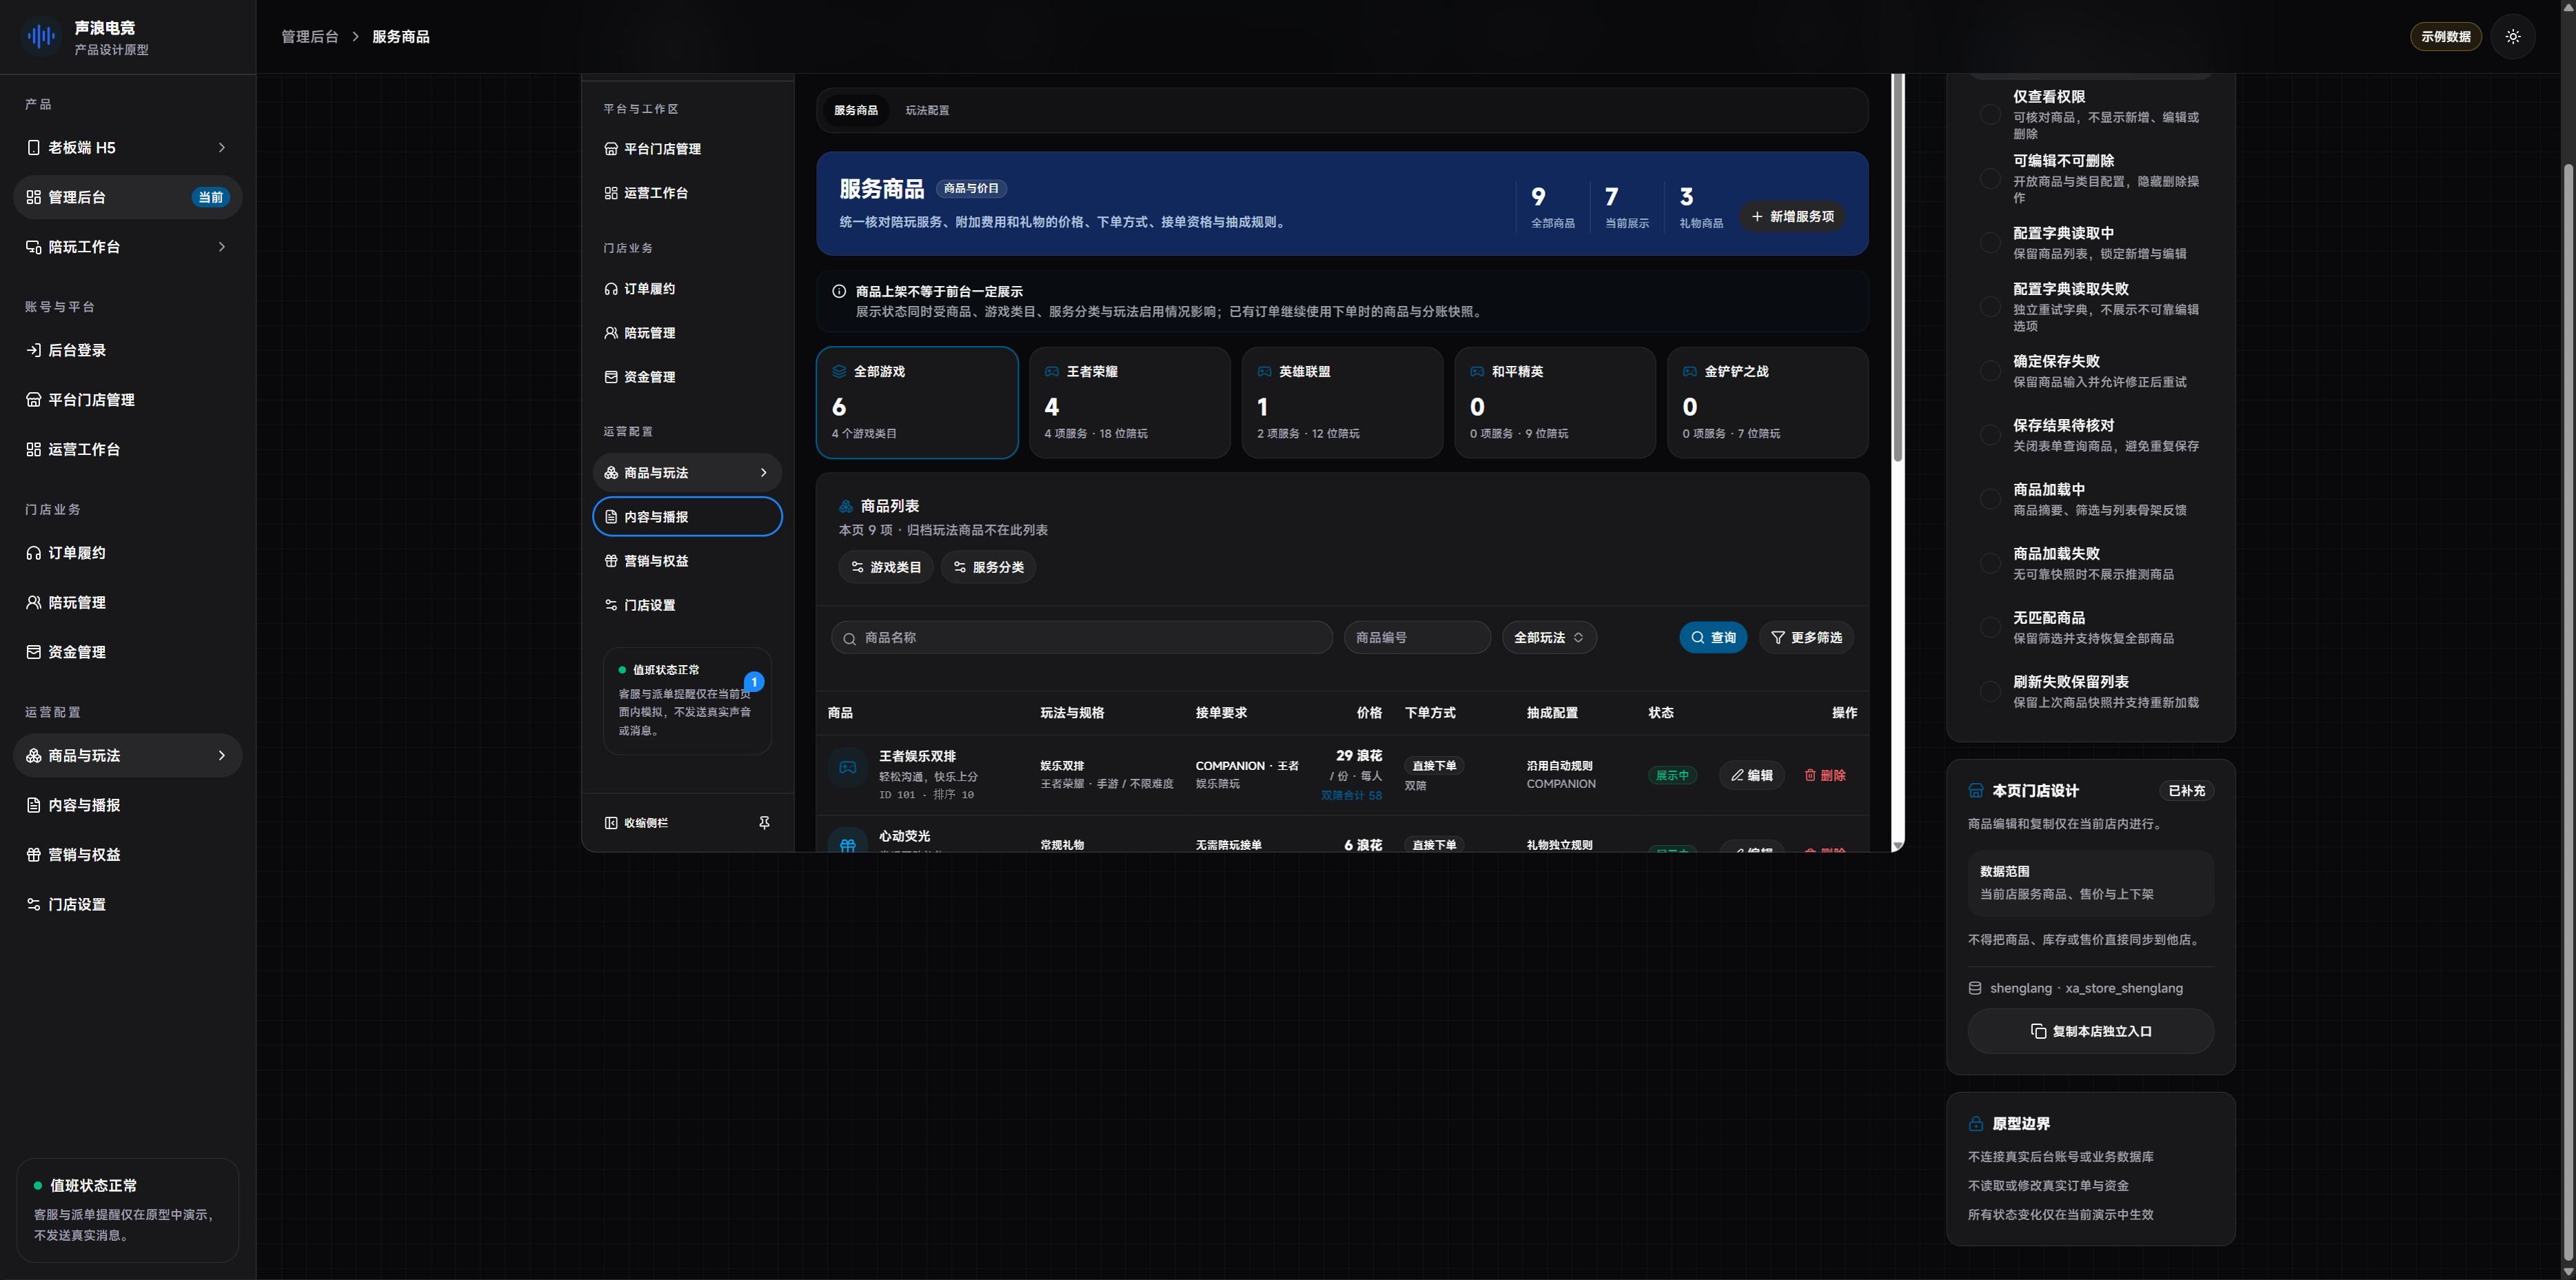 声浪电竞
产品设计原型
管理后台
服务商品
示例数据
产品
老板端 H5
管理后台
当前
陪玩工作台
账号与平台
后台登录
平台门店管理
运营工作台
门店业务
订单履约
陪玩管理
资金管理
运营配置
商品与玩法
内容与播报
营销与权益
门店设置
值班状态正常
客服与派单提醒仅在原型中演示，
不发送真实消息。
平台与工作区
平台门店管理
运营工作台
门店业务
订单履约
陪玩管理
资金管理
运营配置
商品与玩法
内容与播报
营销与权益
门店设置
值班状态正常
1
客服与派单提醒仅在当前页
面内模拟，不发送真实声音
或消息。
收缩侧栏
服务商品
玩法配置
服务商品
商品与价目
统一核对陪玩服务、附加费用和礼物的价格、下单方式、接单资格与抽成规则。
9
全部商品
7
当前展示
3
礼物商品
新增服务项
商品上架不等于前台一定展示
展示状态同时受商品、游戏类目、服务分类与玩法启用情况影响；已有订单继续使用下单时的商品与分账快照。
全部游戏
6
4 个游戏类目
王者荣耀
4
4 项服务 · 18 位陪玩
英雄联盟
1
2 项服务 · 12 位陪玩
和平精英
0
0 项服务 · 9 位陪玩
金铲铲之战
0
0 项服务 · 7 位陪玩
商品列表
本页 9 项 · 归档玩法商品不在此列表
游戏类目
服务分类
商品名称
商品编号
全部玩法
查询
更多筛选
商品
玩法与规格
接单要求
价格
下单方式
抽成配置
状态
操作
王者娱乐双排
轻松沟通，快乐上分
ID 101 · 排序 10
娱乐双排
王者荣耀 · 手游 / 不限难度
COMPANION · 王者
娱乐陪玩
29 浪花
/ 份 · 每人
双陪合计 58
直接下单
双陪
沿用自动规则
COMPANION
展示中
编辑
删除
心动荧光
常规礼物
无需陪玩接单
6 浪花
直接下单
礼物独立规则
展示中
编辑
删除
仅查看权限
可核对商品，不显示新增、编辑或
删除
可编辑不可删除
开放商品与类目配置，隐藏删除操
作
配置字典读取中
保留商品列表，锁定新增与编辑
配置字典读取失败
独立重试字典，不展示不可靠编辑
选项
确定保存失败
保留商品输入并允许修正后重试
保存结果待核对
关闭表单查询商品，避免重复保存
商品加载中
商品摘要、筛选与列表骨架反馈
商品加载失败
无可靠快照时不展示推测商品
无匹配商品
保留筛选并支持恢复全部商品
刷新失败保留列表
保留上次商品快照并支持重新加载
本页门店设计
已补充
商品编辑和复制仅在当前店内进行。
数据范围
当前店服务商品、售价与上下架
不得把商品、库存或售价直接同步到他店。
shenglang · xa_store_shenglang
复制本店独立入口
原型边界
不连接真实后台账号或业务数据库
不读取或修改真实订单与资金
所有状态变化仅在当前演示中生效